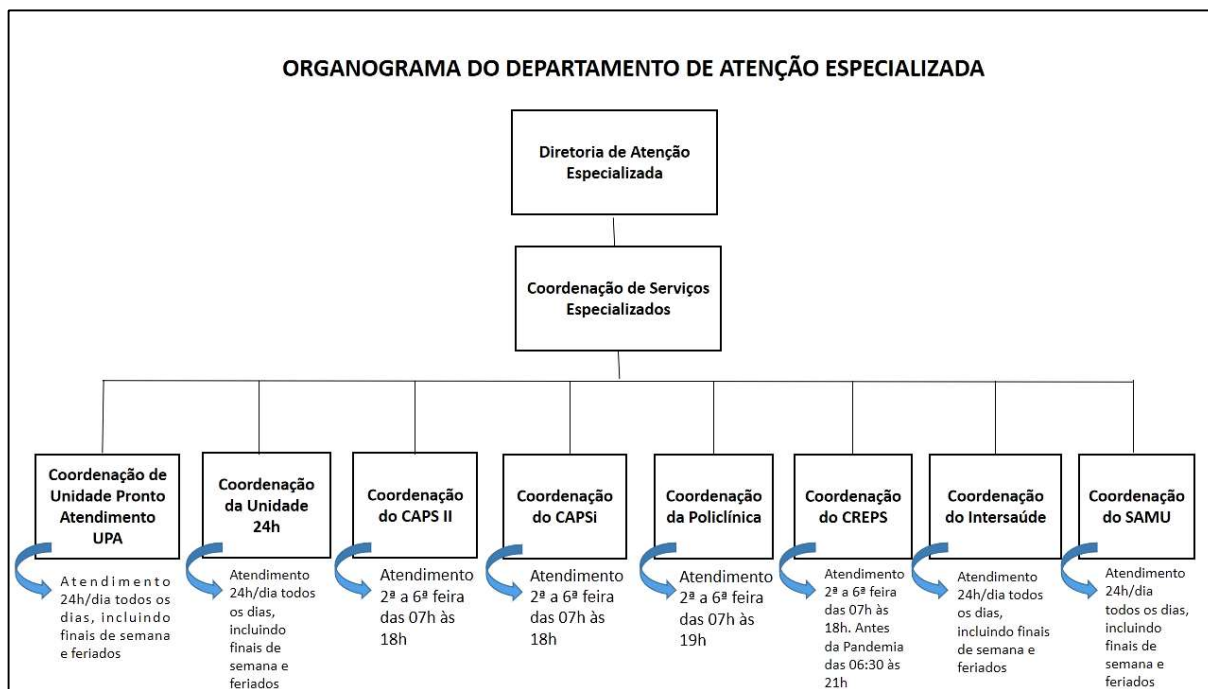 ORGANOGRAMA DO DEPARTAMENTO DE ATENÇÃO ESPECIALIZADA
Diretoria de Atenção
Especializada
Coordenação de Serviços
Especializados
Coordenação de
Unidade Pronto
Atendimento
UPA
Atendimento
24h/dia todos os
dias, incluindo
finais de semana
e feriados
Coordenação
da Unidade
24h
Atendimento
24h/dia todos
os dias,
incluindo
finais de
semana e
feriados
Coordenação
do CAPS II
Atendimento
2ª a 6ª feira
das 07h às
18h
Coordenação
do CAPSi
Atendimento
2ª a 6ª feira
das 07h às
18h
Coordenação
da Policlínica
Atendimento
2ª a 6ª feira
das 07h às
19h
Coordenação
do CREPS
Atendimento
2ª a 6ª feira
das 07h às
18h. Antes
da Pandemia
das 06:30 às
21h
Coordenação
do Intersaúde
Atendimento
24h/dia todos
os dias,
incluindo finais
de semana e
feriados
Coordenação
do SAMU
Atendimento
24h/dia
todos os dias,
incluindo
finais de
semana e
feriados